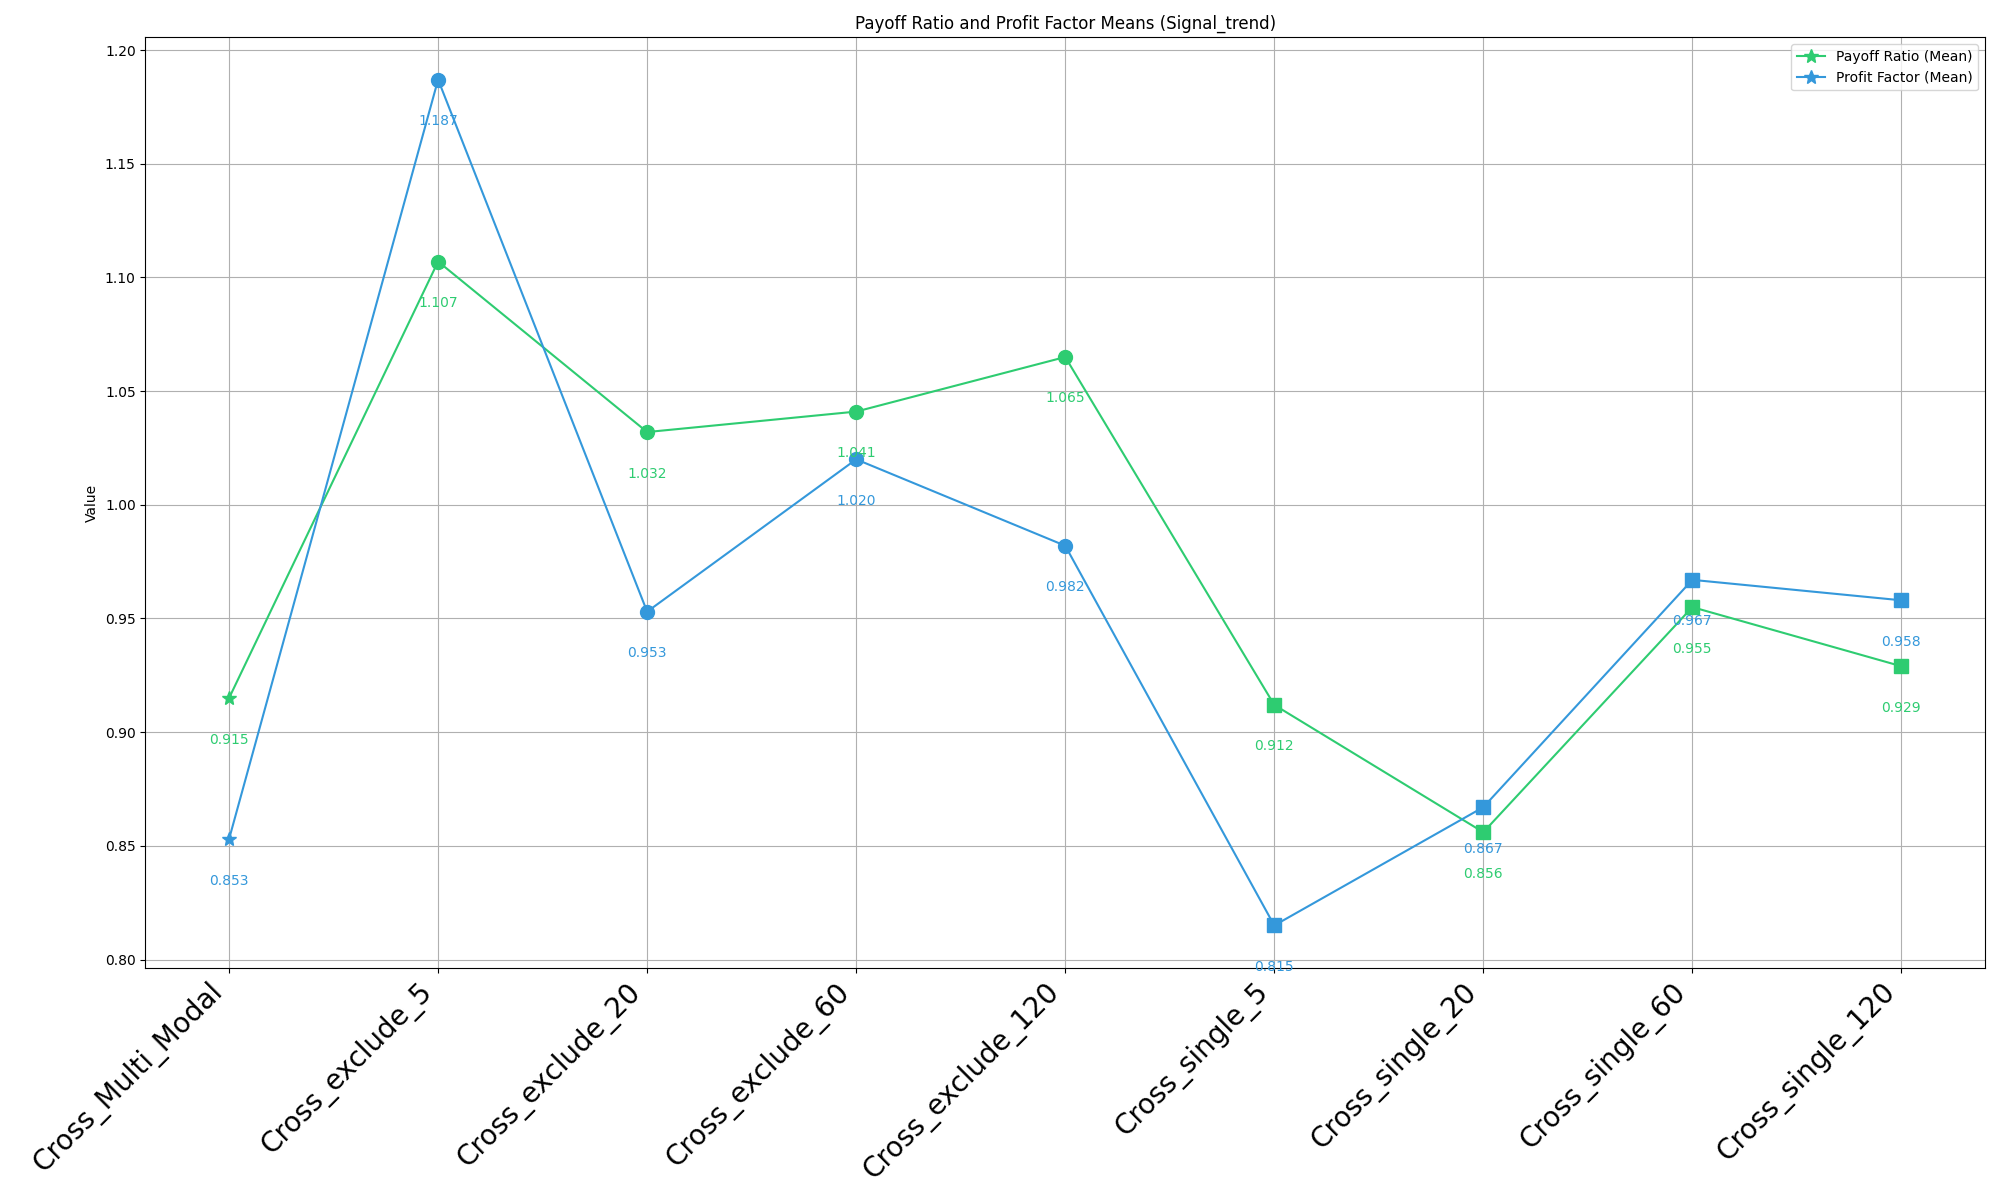 Payoff Ratio and Profit Factor Means (Signal_trend)
Payoff Ratio (Mean)
Profit Factor (Mean)
Value
1.20
1.15
1.10
1.05
1.00
0.95
0.90
0.85
0.80
0.915
1.107
1.032
1.041
1.065
0.912
0.856
0.955
0.929
0.853
1.187
0.953
1.020
0.982
0.815
0.867
0.967
0.958
Cross_Multi_Modal
Cross_exclude_5
Cross_exclude_20
Cross_exclude_60
Cross_exclude_120
Cross_single_5
Cross_single_20
Cross_single_60
Cross_single_120